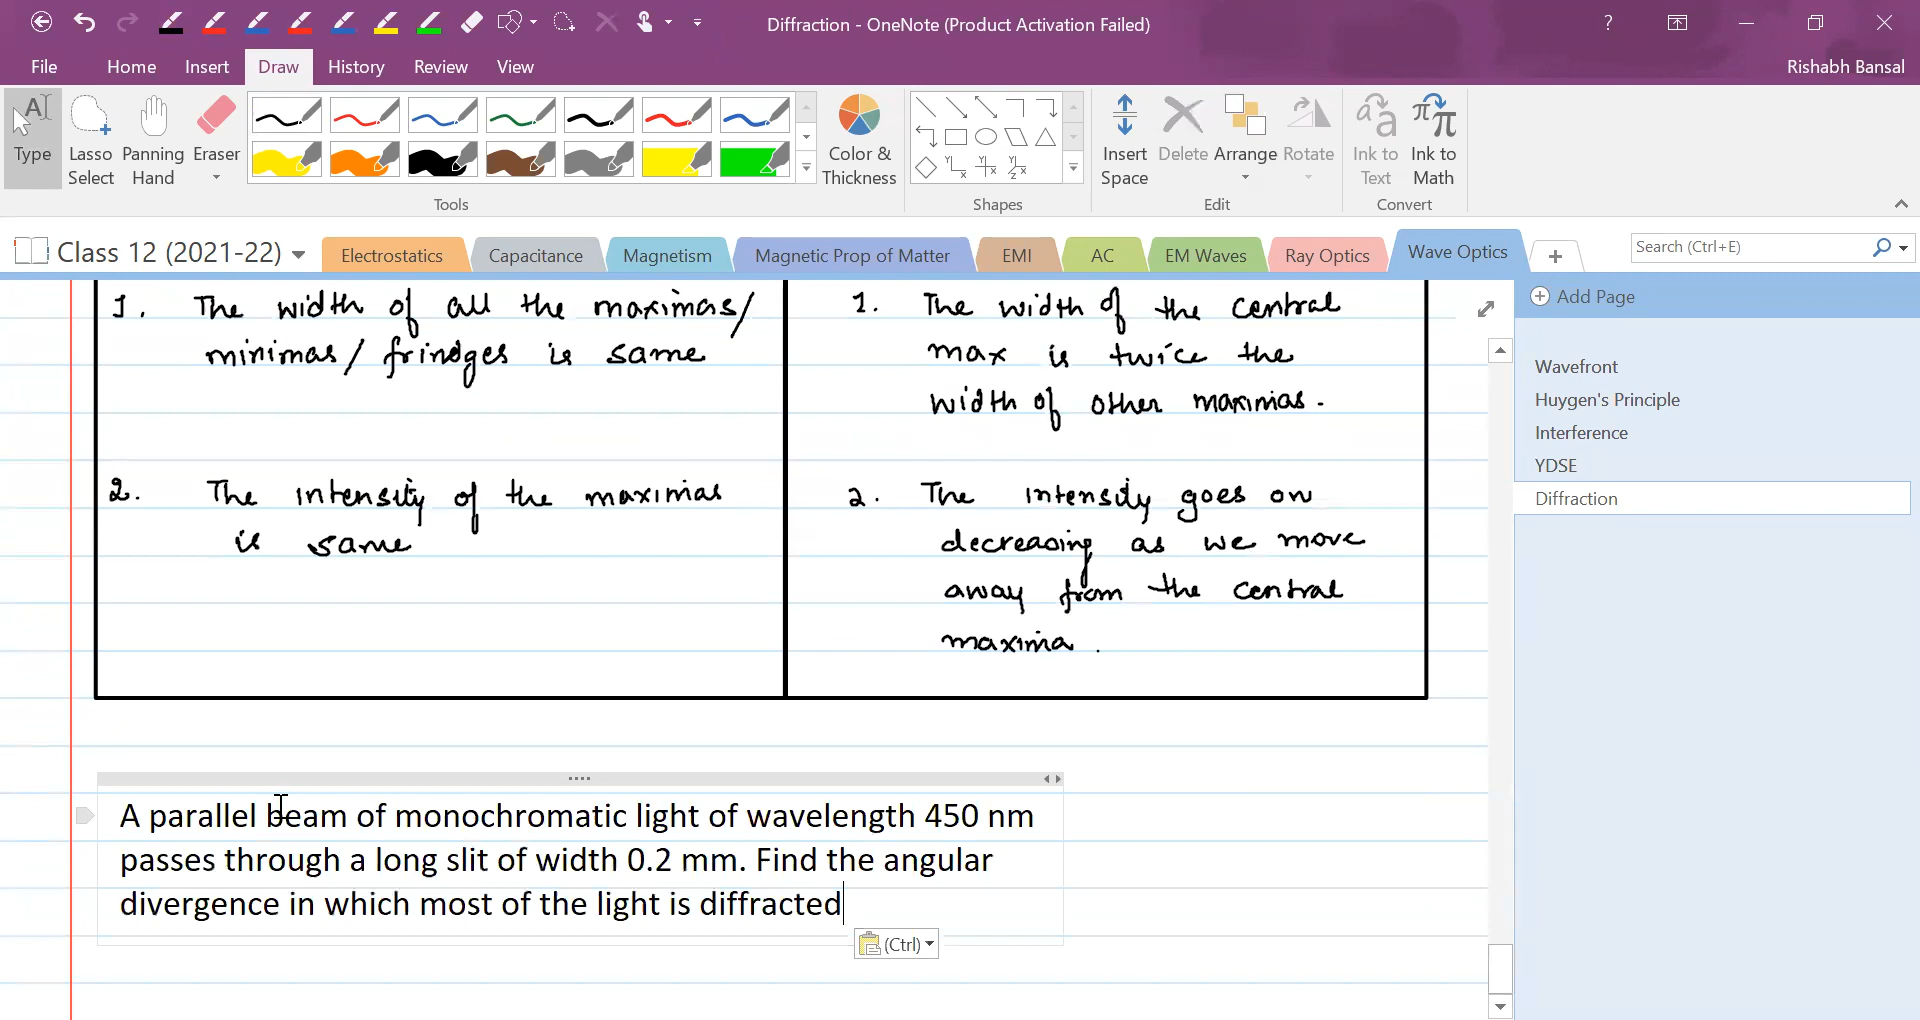 Diffraction - OneNote (Product Activation Failed)
?
File Home Insert Draw History Review View
Rishabh Bansal
Type
Lasso Select
Panning Hand
Eraser
Color & Thickness
Insert Space
Delete
Arrange
Rotate
Ink to Text
Ink to Math
Tools
Shapes
Edit
Convert
Class 12 (2021-22)
Electrostatics Capacitance Magnetism Magnetic Prop of Matter EMI AC EM Waves Ray Optics Wave Optics +
Search (Ctrl+E)
Add Page
Wavefront
Huygen's Principle
Interference
YDSE
Diffraction
1. The width of all the maximas/
minimas/ frindges is same
2. The intensity of the maximas
is same
1. The width of the central
max is twice the
width of other maximas.
2. The intensity goes on
decreasing as we move
away from the central
maxima.
A parallel beam of monochromatic light of wavelength 450 nm
passes through a long slit of width 0.2 mm. Find the angular
divergence in which most of the light is diffracted
(Ctrl)